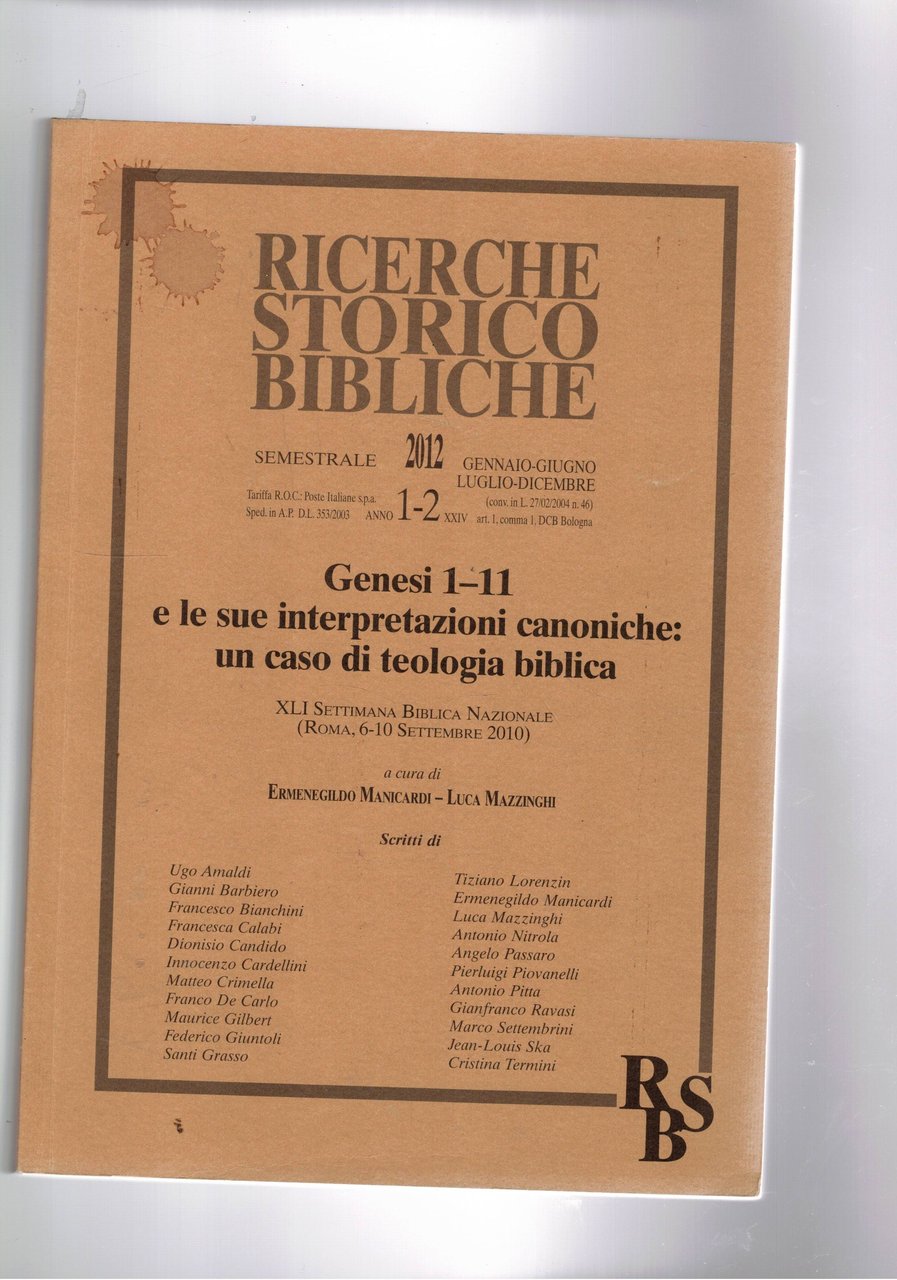 RICERCHE
STORICO
BIBLICHE
SEMESTRALE 2012 GENNAIO-GIUGNO
LUGLIO-DICEMBRE
Tariffa R.O.C.: Poste Italiane s.p.a. (conv. in L. 27/02/2004 n. 46)
Sped. in A.P. D.L. 353/2003 ANNO 1-2 XXIV art. 1, comma 1, DCB Bologna
Genesi 1–11
e le sue interpretazioni canoniche:
un caso di teologia biblica
XLI SETTIMANA BIBLICA NAZIONALE
(ROMA, 6-10 SETTEMBRE 2010)
a cura di
ERMENEGILDO MANICARDI – LUCA MAZZINGHI
Scritti di
Ugo Amaldi
Gianni Barbiero
Francesco Bianchini
Francesca Calabi
Dionisio Candido
Innocenzo Cardellini
Matteo Crimella
Franco De Carlo
Maurice Gilbert
Federico Giuntoli
Santi Grasso
Tiziano Lorenzin
Ermenegildo Manicardi
Luca Mazzinghi
Antonio Nitrola
Angelo Passaro
Pierluigi Piovanelli
Antonio Pitta
Gianfranco Ravasi
Marco Settembrini
Jean-Louis Ska
Cristina Termini
RSB